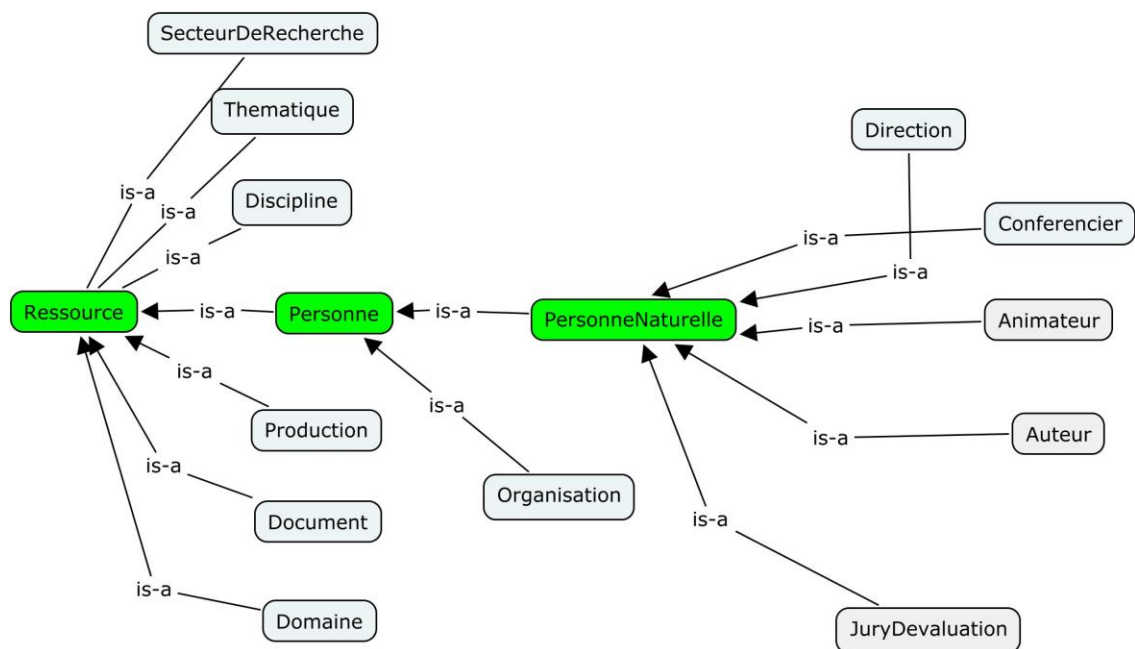 SecteurDeRecherche
Thematique
Direction
is-a
Discipline
is-a
Conferencier
is-a
is-a
is-a
Ressource
is-a
Personne
is-a
PersonneNaturelle
is-a
Animateur
is-a
is-a
Production
is-a
Auteur
is-a
Organisation
Document
is-a
is-a
Domaine
JuryDevaluation